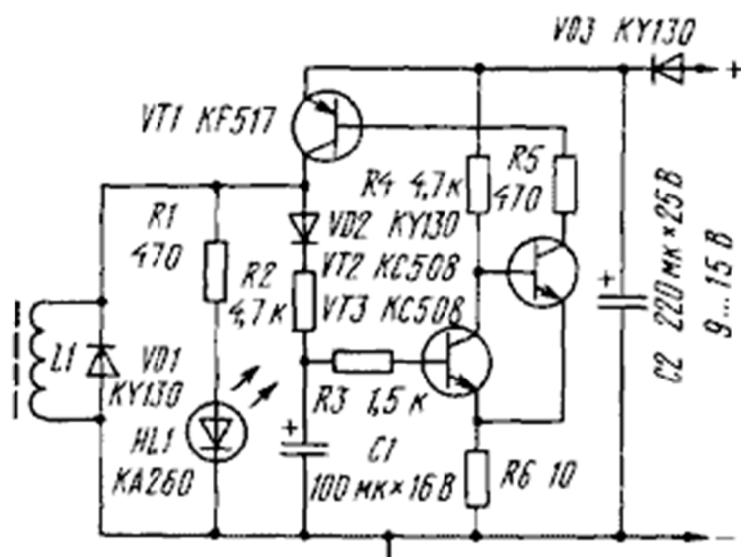 VD3 KY130
+
VT1 KF517
R1
470
R2
4,7 к
R4 4,7 к
R5
470
VD2 KY130
VT2 KC508
VT3 KC508
L1
VD1
KY130
HL1
KA260
R3 1,5 к
+
C1
100 мк×16 В
R6 10
+
C2 220 мк×25 В
9...15 В
−